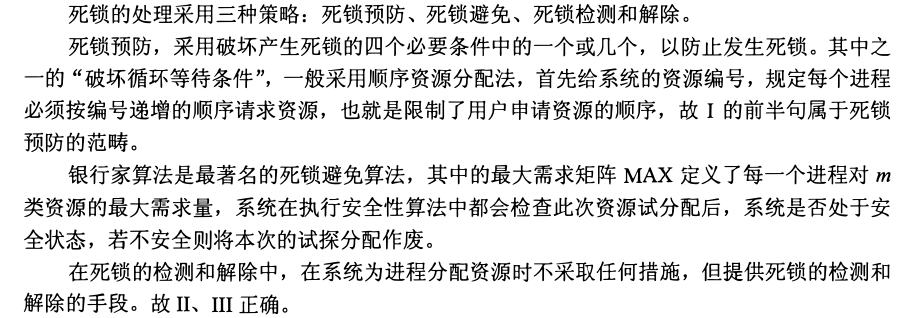 死锁的处理采用三种策略：死锁预防、死锁避免、死锁检测和解除。
死锁预防，采用破坏产生死锁的四个必要条件中的一个或几个，以防止发生死锁。其中之
一的“破坏循环等待条件”，一般采用顺序资源分配法，首先给系统的资源编号，规定每个进程
必须按编号递增的顺序请求资源，也就是限制了用户申请资源的顺序，故 I 的前半句属于死锁
预防的范畴。
银行家算法是最著名的死锁避免算法，其中的最大需求矩阵 MAX 定义了每一个进程对 m
类资源的最大需求量，系统在执行安全性算法中都会检查此次资源试分配后，系统是否处于安
全状态，若不安全则将本次的试探分配作废。
在死锁的检测和解除中，在系统为进程分配资源时不采取任何措施，但提供死锁的检测和
解除的手段。故 II、III 正确。